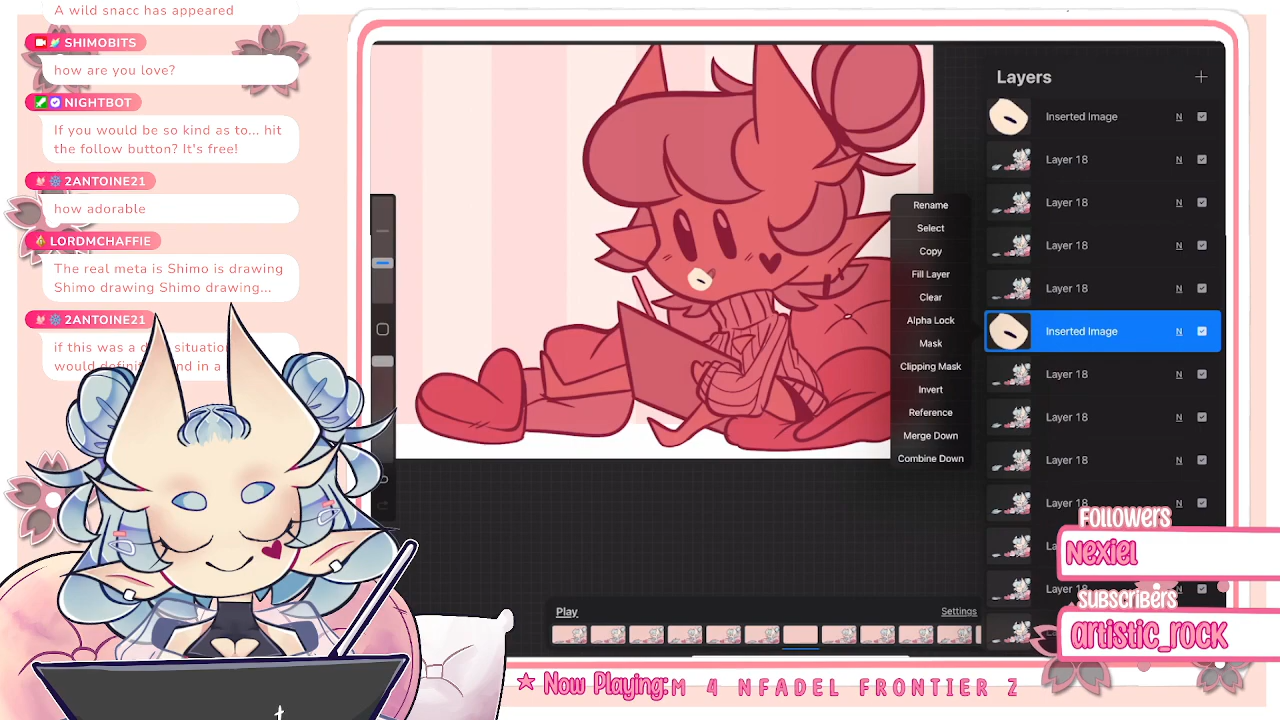 A wild snacc has appeared
SHIMOBITS
how are you love?
NIGHTBOT
If you would be so kind as to... hit
the follow button? It's free!
2ANTOINE21
how adorable
LORDMCHAFFIE
The real meta is Shimo is drawing
Shimo drawing Shimo drawing...
2ANTOINE21
if this was a situation
would in a
Rename
Select
Copy
Fill Layer
Clear
Alpha Lock
Mask
Clipping Mask
Invert
Reference
Merge Down
Combine Down
Layers
Inserted Image N
Layer 18 N
Layer 18 N
Layer 18 N
Layer 18 N
Inserted Image N
Layer 18 N
Layer 18 N
Layer 18 N
Layer 18 N
Layer
Layer 18
Followers
Nexiel
Subscribers
artistic_rock
Play
Settings
Now Playing: M 4 NFADEL FRONTIER Z